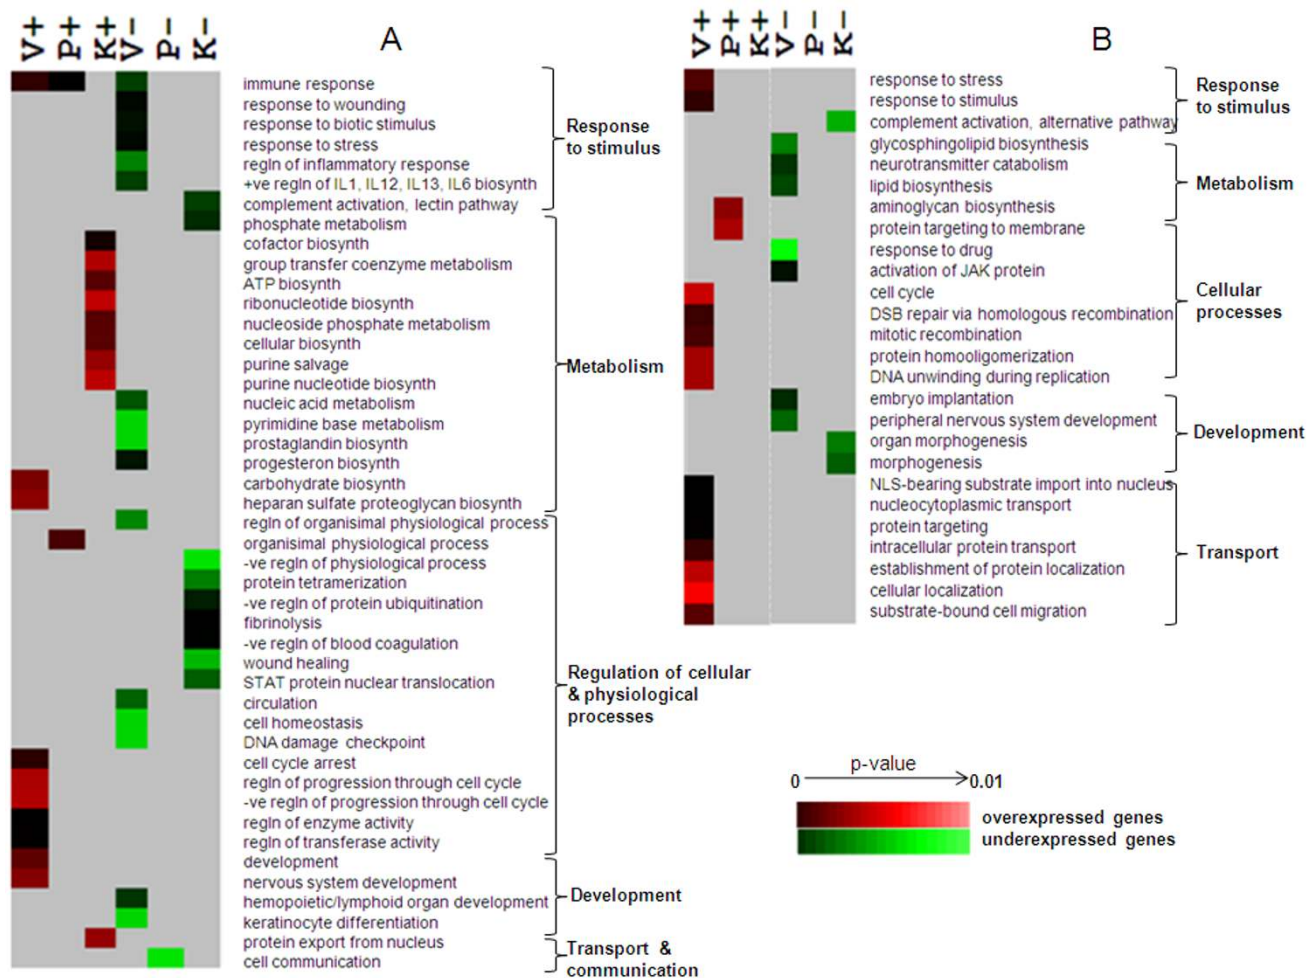 V+ P+ K+ V− P− K−
A
immune response
response to wounding
response to biotic stimulus
response to stress
regln of inflammatory response
+ve regln of IL1, IL12, IL13, IL6 biosynth
complement activation, lectin pathway
Response
to stimulus
phosphate metabolism
cofactor biosynth
group transfer coenzyme metabolism
ATP biosynth
ribonucleotide biosynth
nucleoside phosphate metabolism
cellular biosynth
purine salvage
purine nucleotide biosynth
nucleic acid metabolism
pyrimidine base metabolism
prostaglandin biosynth
progesteron biosynth
carbohydrate biosynth
heparan sulfate proteoglycan biosynth
Metabolism
regln of organisimal physiological process
organisimal physiological process
-ve regln of physiological process
protein tetramerization
-ve regln of protein ubiquitination
fibrinolysis
-ve regln of blood coagulation
wound healing
STAT protein nuclear translocation
circulation
cell homeostasis
DNA damage checkpoint
cell cycle arrest
regln of progression through cell cycle
-ve regln of progression through cell cycle
regln of enzyme activity
regln of transferase activity
Regulation of cellular
& physiological
processes
development
nervous system development
hemopoietic/lymphoid organ development
keratinocyte differentiation
Development
protein export from nucleus
cell communication
Transport &
communication
V+ P+ K+ V− P− K−
B
response to stress
response to stimulus
complement activation, alternative pathway
Response
to stimulus
glycosphingolipid biosynthesis
neurotransmitter catabolism
lipid biosynthesis
aminoglycan biosynthesis
Metabolism
protein targeting to membrane
response to drug
activation of JAK protein
cell cycle
DSB repair via homologous recombination
mitotic recombination
protein homooligomerization
DNA unwinding during replication
Cellular
processes
embryo implantation
peripheral nervous system development
organ morphogenesis
morphogenesis
Development
NLS-bearing substrate import into nucleus
nucleocytoplasmic transport
protein targeting
intracellular protein transport
establishment of protein localization
cellular localization
substrate-bound cell migration
Transport
p-value
0 0.01
overexpressed genes
underexpressed genes